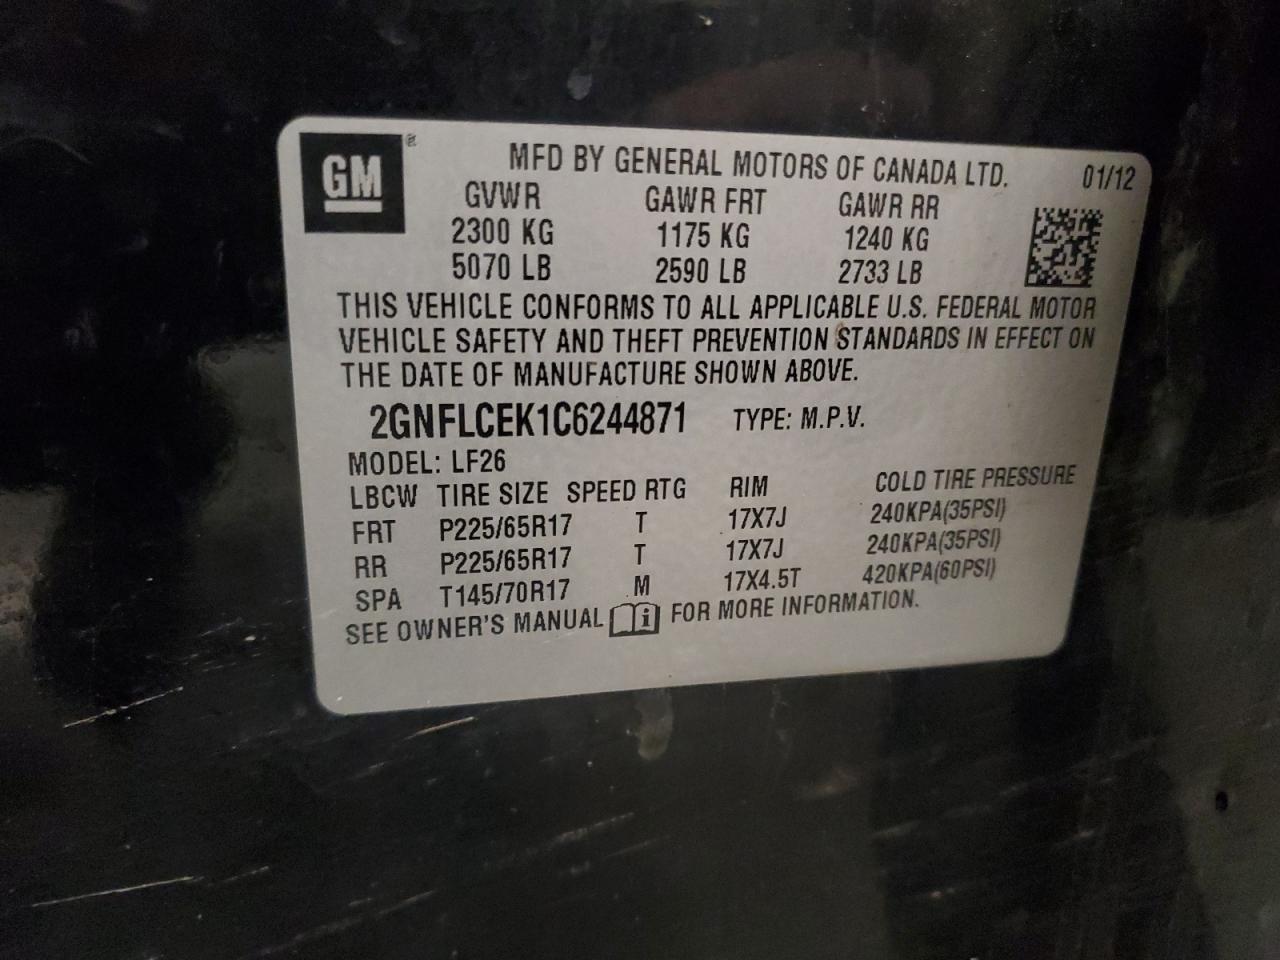 GM ®
MFD BY GENERAL MOTORS OF CANADA LTD. 01/12
GVWR GAWR FRT GAWR RR
2300 KG 1175 KG 1240 KG
5070 LB 2590 LB 2733 LB
THIS VEHICLE CONFORMS TO ALL APPLICABLE U.S. FEDERAL MOTOR
VEHICLE SAFETY AND THEFT PREVENTION STANDARDS IN EFFECT ON
THE DATE OF MANUFACTURE SHOWN ABOVE.
2GNFLCEK1C6244871 TYPE: M.P.V.
MODEL: LF26
LBCW TIRE SIZE SPEED RTG RIM COLD TIRE PRESSURE
FRT P225/65R17 T 17X7J 240KPA(35PSI)
RR P225/65R17 T 17X7J 240KPA(35PSI)
SPA T145/70R17 M 17X4.5T 420KPA(60PSI)
SEE OWNER'S MANUAL i FOR MORE INFORMATION.